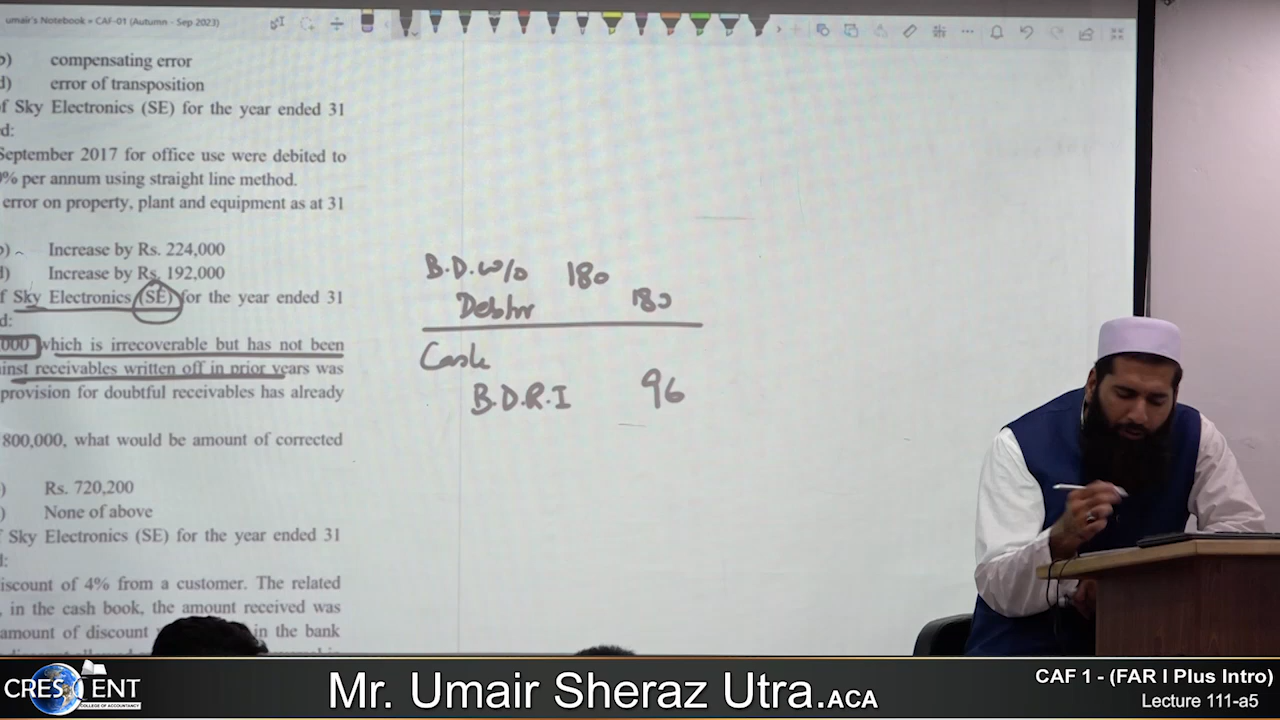 umair's Notebook » CAF-01 (Autumn - Sep 2023)
b) compensating error
d) error of transposition
of Sky Electronics (SE) for the year ended 31
d:
September 2017 for office use were debited to
0% per annum using straight line method.
error on property, plant and equipment as at 31
b) Increase by Rs. 224,000
d) Increase by Rs. 192,000
f Sky Electronics (SE) for the year ended 31
d:
000 which is irrecoverable but has not been
inst receivables written off in prior years was
provision for doubtful receivables has already
800,000, what would be amount of corrected
) Rs. 720,200
) None of above
f Sky Electronics (SE) for the year ended 31
d:
iscount of 4% from a customer. The related
, in the cash book, the amount received was
amount of discount in the bank
B.D.w/o 180
Debtor 180
Cash
B.D.R.I 96
CRESCENT
COLLEGE OF ACCOUNTANCY
Mr. Umair Sheraz Utra.ACA
CAF 1 - (FAR I Plus Intro)
Lecture 111-a5